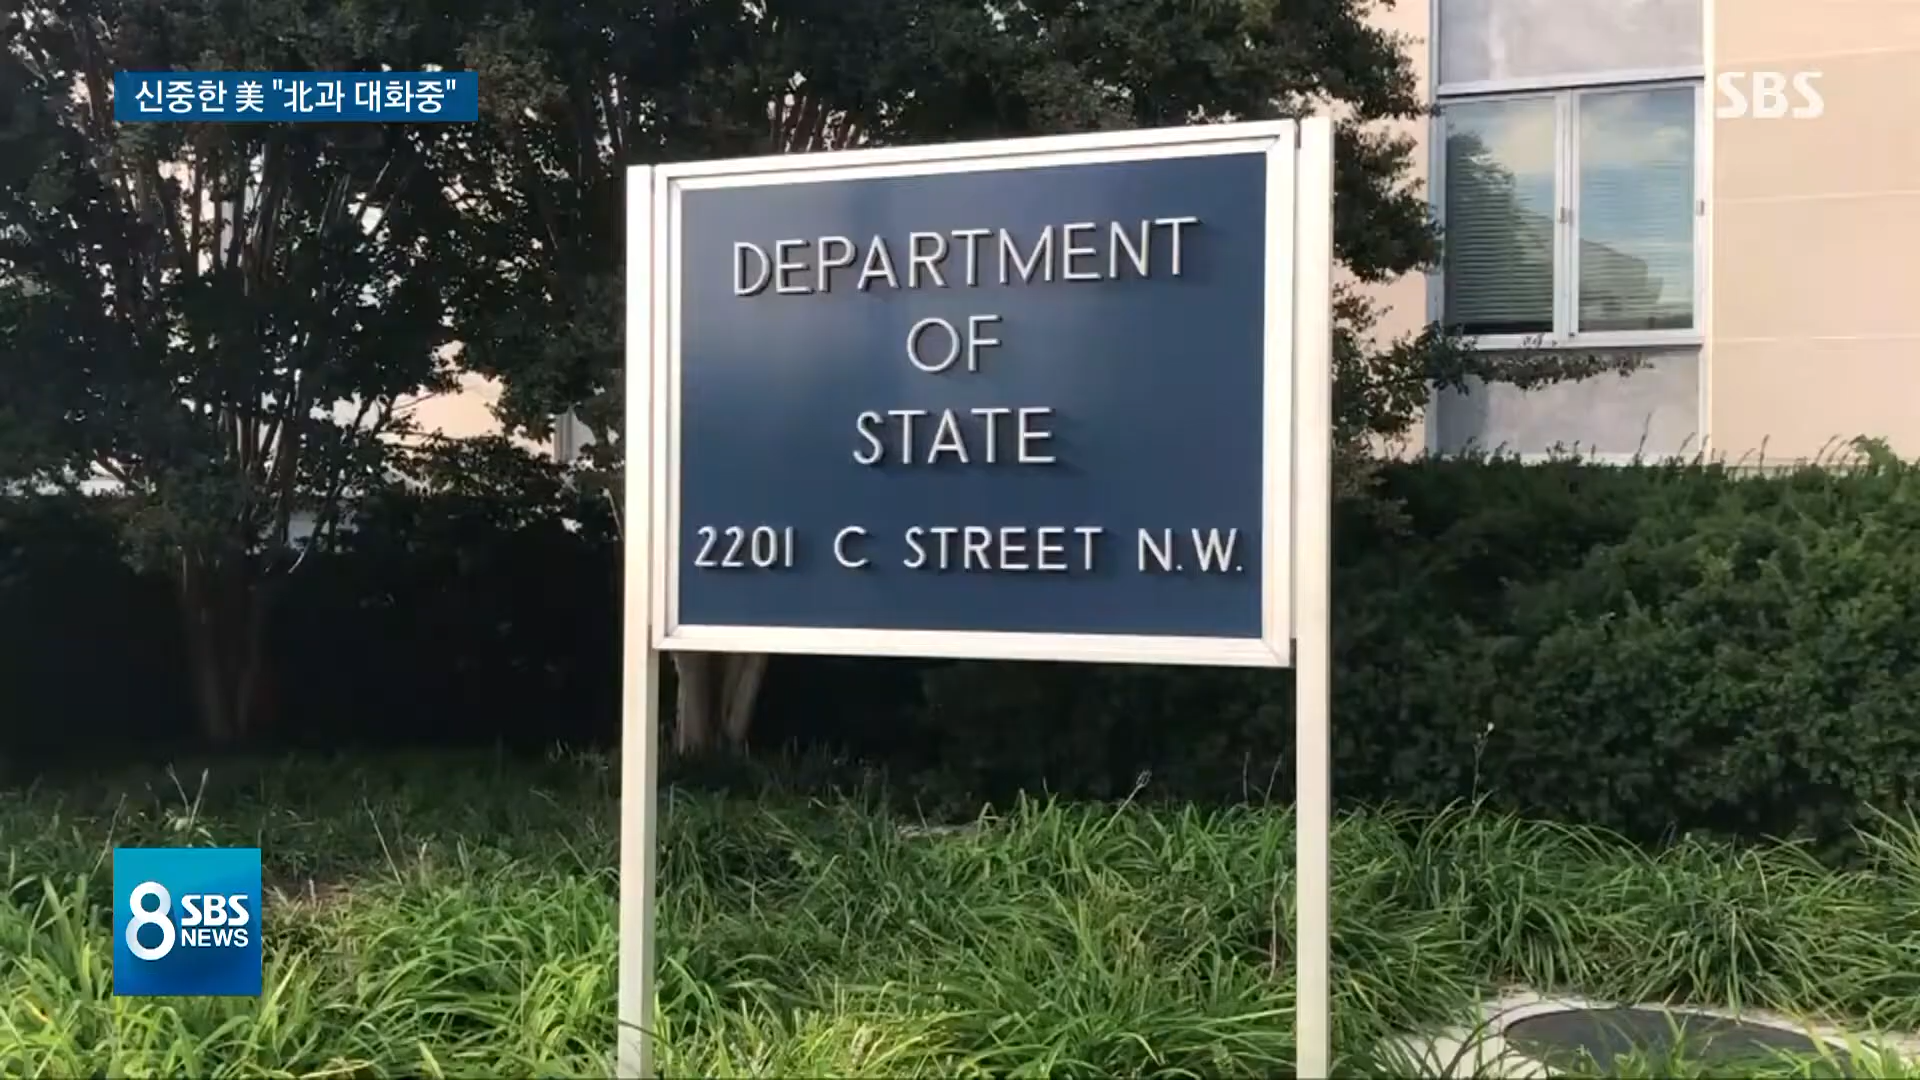 신중한 美 "北과 대화중"
SBS
DEPARTMENT
OF
STATE
2201 C STREET N.W.
8 SBS
NEWS